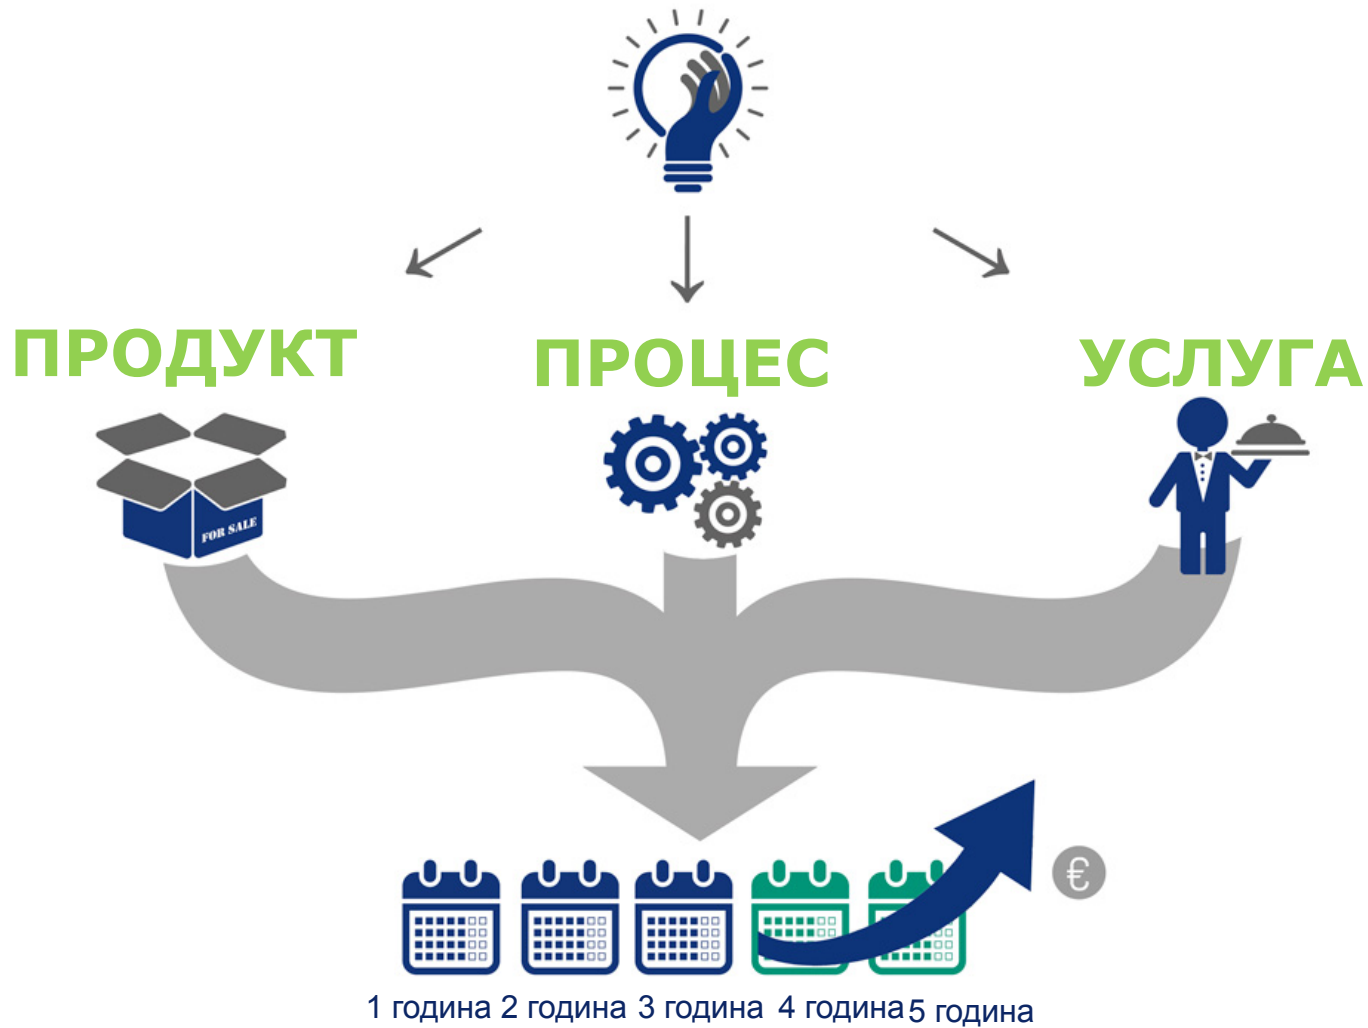 ПРОДУКТ
ПРОЦЕС
УСЛУГА
FOR SALE
€
1 година 2 година 3 година 4 година 5 година